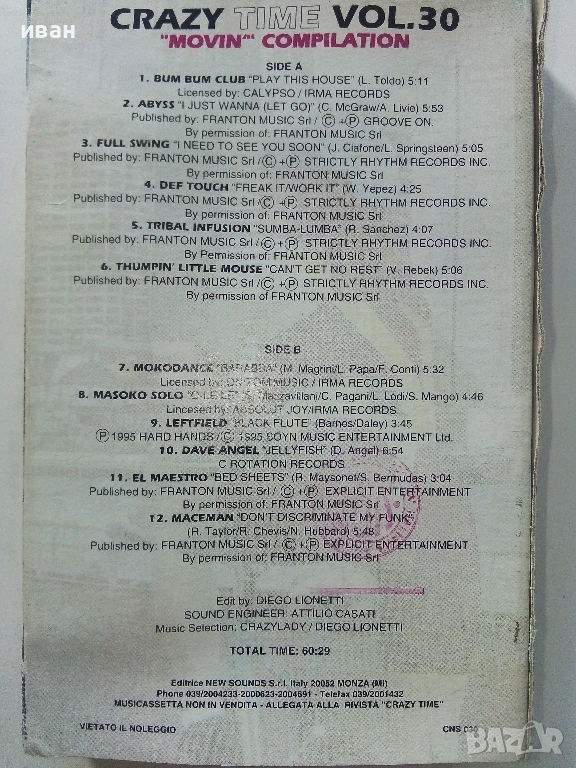 иван
CRAZY TIME VOL.30
"MOVIN'" COMPILATION
SIDE A
1. BUM BUM CLUB "PLAY THIS HOUSE" (L. Toldo) 5:11
Licensed by: CALYPSO / IRMA RECORDS
2. ABYSS "I JUST WANNA (LET GO)" (C. McGraw/A. Livio) 5:53
Published by: FRANTON MUSIC Srl / Ⓒ + Ⓟ GROOVE ON.
By permission of: FRANTON MUSIC Srl
3. FULL SWING "I NEED TO SEE YOU SOON" (J. Ciafone/L. Springsteen) 5:05
Published by: FRANTON MUSIC Srl / Ⓒ + Ⓟ STRICTLY RHYTHM RECORDS INC.
By permission of: FRANTON MUSIC Srl
4. DEF TOUCH "FREAK IT/WORK IT" (W. Yepez) 4:25
Published by: FRANTON MUSIC Srl / Ⓒ + Ⓟ STRICTLY RHYTHM RECORDS INC.
By permission of: FRANTON MUSIC Srl
5. TRIBAL INFUSION "SUMBA-LUMBA" (R. Sanchez) 4:07
Published by: FRANTON MUSIC Srl / Ⓒ + Ⓟ STRICTLY RHYTHM RECORDS INC.
By permission of: FRANTON MUSIC Srl
6. THUMPIN' LITTLE MOUSE "CAN'T GET NO REST" (V. Rebek) 5:06
Published by: FRANTON MUSIC Srl / Ⓒ + Ⓟ STRICTLY RHYTHM RECORDS INC.
By permission of FRANTON MUSIC Srl
SIDE B
7. MOKODANCE (M. Magrini/L. Papa/F. Conti) 5:32
Licensed by: MUSIC / IRMA RECORDS
8. MASOKO SOLO Pagani/L. Lodi/S. Mango) 4:46
Lincesed by: ABSOLUT JOY/IRMA RECORDS
9. LEFTFIELD "BLACK FLUTE" (Barnes/Daley) 3:45
Ⓟ 1995 HARD HANDS / Ⓒ 1995 BOYN MUSIC ENTERTAINMENT Ltd.
10. DAVE ANGEL "JELLYFISH" (D. Angel) 6:54
C ROTATION RECORDS
11. EL MAESTRO "BED SHEETS" (R. Maysonet/S. Bermudas) 3:04
Published by: FRANTON MUSIC Srl / Ⓒ + Ⓟ EXPLICIT ENTERTAINMENT
By permission of: FRANTON MUSIC Srl
12. MACEMAN "DON'T DISCRIMINATE MY FUNK"
(R. Taylor/R. Chevis/N. Hubbard) 5:48
Published by: FRANTON MUSIC Srl / Ⓒ + Ⓟ EXPLICIT ENTERTAINMENT
By permission of: FRANTON MUSIC Srl
Edit by: DIEGO LIONETTI
SOUND ENGINEER: ATTILIO CASATI
Music Selection: CRAZYLADY / DIEGO LIONETTI
TOTAL TIME: 60:29
Editrice NEW SOUNDS S.r.l. Italy 20052 MONZA (MI)
Phone 039/2004233-2000623-2004691 - Telefax 039/2001432
MUSICASSETTA NON IN VENDITA - ALLEGATA ALLA RIVISTA "CRAZY TIME"
VIETATO IL NOLEGGIO
CNS 030
bazar.bg